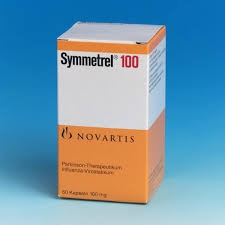 Symmetrel® 100
NOVARTIS
Parkinson-Therapeutikum
Influenza-Virostatikum
50 Kapseln 100 mg